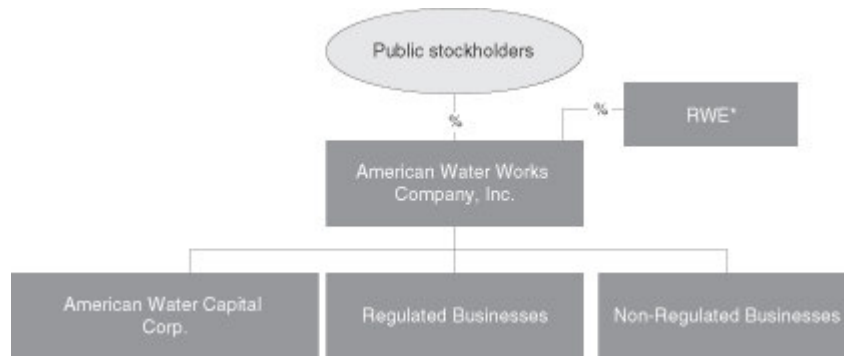 Public stockholders
%
%
RWE*
American Water Works
Company, Inc.
American Water Capital
Corp.
Regulated Businesses
Non-Regulated Businesses